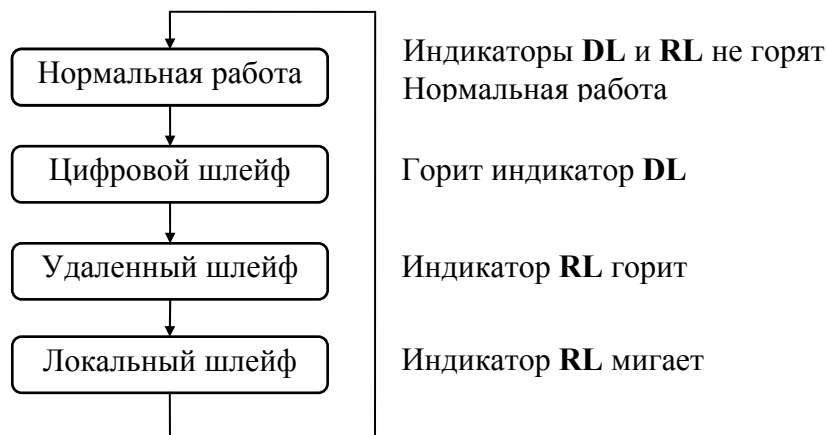 Нормальная работа
Индикаторы DL и RL не горят
Нормальная работа
Цифровой шлейф
Горит индикатор DL
Удаленный шлейф
Индикатор RL горит
Локальный шлейф
Индикатор RL мигает